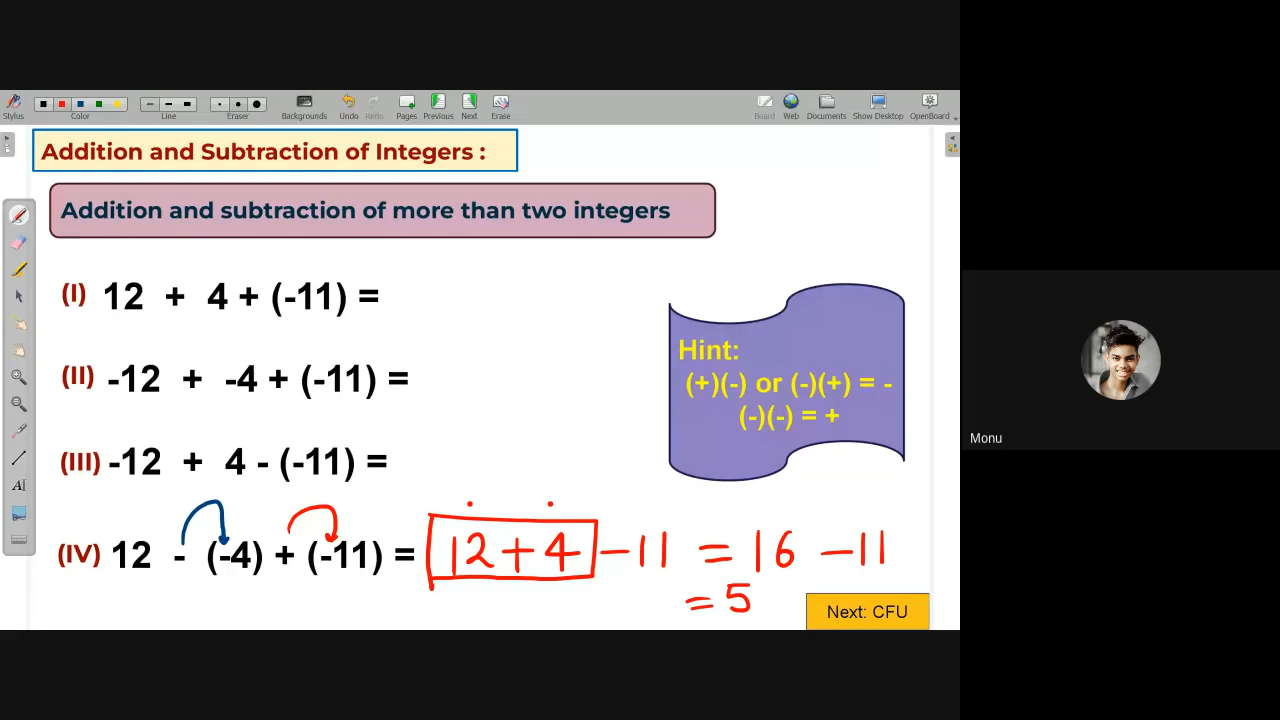 Stylus Color Line Eraser Backgrounds Undo Redo Pages Previous Next Erase Board Web Documents Show Desktop OpenBoard
Addition and Subtraction of Integers :
Addition and subtraction of more than two integers
(I) 12 + 4 + (-11) =
(II) -12 + -4 + (-11) =
(III) -12 + 4 - (-11) =
(IV) 12 - (-4) + (-11) = 12 + 4 - 11 = 16 - 11
= 5
Hint:
(+)(-) or (-)(+) = -
(-)(-) = +
Next: CFU
Monu